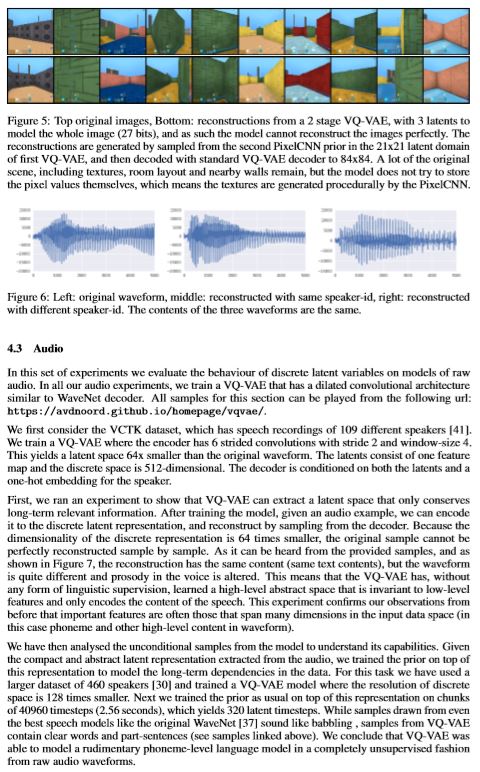 Figure 5: Top original images, Bottom: reconstructions from a 2 stage VQ-VAE, with 3 latents to
model the whole image (27 bits), and as such the model cannot reconstruct the images perfectly. The
reconstructions are generated by sampled from the second PixelCNN prior in the 21x21 latent domain
of first VQ-VAE, and then decoded with standard VQ-VAE decoder to 84x84. A lot of the original
scene, including textures, room layout and nearby walls remain, but the model does not try to store
the pixel values themselves, which means the textures are generated procedurally by the PixelCNN.
Figure 6: Left: original waveform, middle: reconstructed with same speaker-id, right: reconstructed
with different speaker-id. The contents of the three waveforms are the same.
4.3 Audio
In this set of experiments we evaluate the behaviour of discrete latent variables on models of raw
audio. In all our audio experiments, we train a VQ-VAE that has a dilated convolutional architecture
similar to WaveNet decoder. All samples for this section can be played from the following url:
https://avdnoord.github.io/homepage/vqvae/.
We first consider the VCTK dataset, which has speech recordings of 109 different speakers [41].
We train a VQ-VAE where the encoder has 6 strided convolutions with stride 2 and window-size 4.
This yields a latent space 64x smaller than the original waveform. The latents consist of one feature
map and the discrete space is 512-dimensional. The decoder is conditioned on both the latents and a
one-hot embedding for the speaker.
First, we ran an experiment to show that VQ-VAE can extract a latent space that only conserves
long-term relevant information. After training the model, given an audio example, we can encode
it to the discrete latent representation, and reconstruct by sampling from the decoder. Because the
dimensionality of the discrete representation is 64 times smaller, the original sample cannot be
perfectly reconstructed sample by sample. As it can be heard from the provided samples, and as
shown in Figure 7, the reconstruction has the same content (same text contents), but the waveform
is quite different and prosody in the voice is altered. This means that the VQ-VAE has, without
any form of linguistic supervision, learned a high-level abstract space that is invariant to low-level
features and only encodes the content of the speech. This experiment confirms our observations from
before that important features are often those that span many dimensions in the input data space (in
this case phoneme and other high-level content in waveform).
We have then analysed the unconditional samples from the model to understand its capabilities. Given
the compact and abstract latent representation extracted from the audio, we trained the prior on top of
this representation to model the long-term dependencies in the data. For this task we have used a
larger dataset of 460 speakers [30] and trained a VQ-VAE model where the resolution of discrete
space is 128 times smaller. Next we trained the prior as usual on top of this representation on chunks
of 40960 timesteps (2.56 seconds), which yields 320 latent timesteps. While samples drawn from even
the best speech models like the original WaveNet [37] sound like babbling , samples from VQ-VAE
contain clear words and part-sentences (see samples linked above). We conclude that VQ-VAE was
able to model a rudimentary phoneme-level language model in a completely unsupervised fashion
from raw audio waveforms.